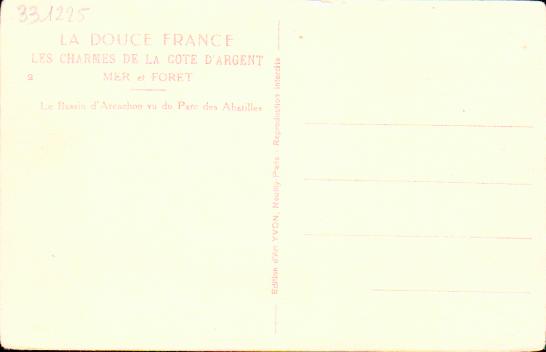 331225
LA DOUCE FRANCE
LES CHARMES DE LA COTE D'ARGENT
2 MER et FORET
Le Bassin d'Arcachon vu du Parc des Abatilles
Edition d'Art YVON, Neuilly Paris - Reproduction interdite